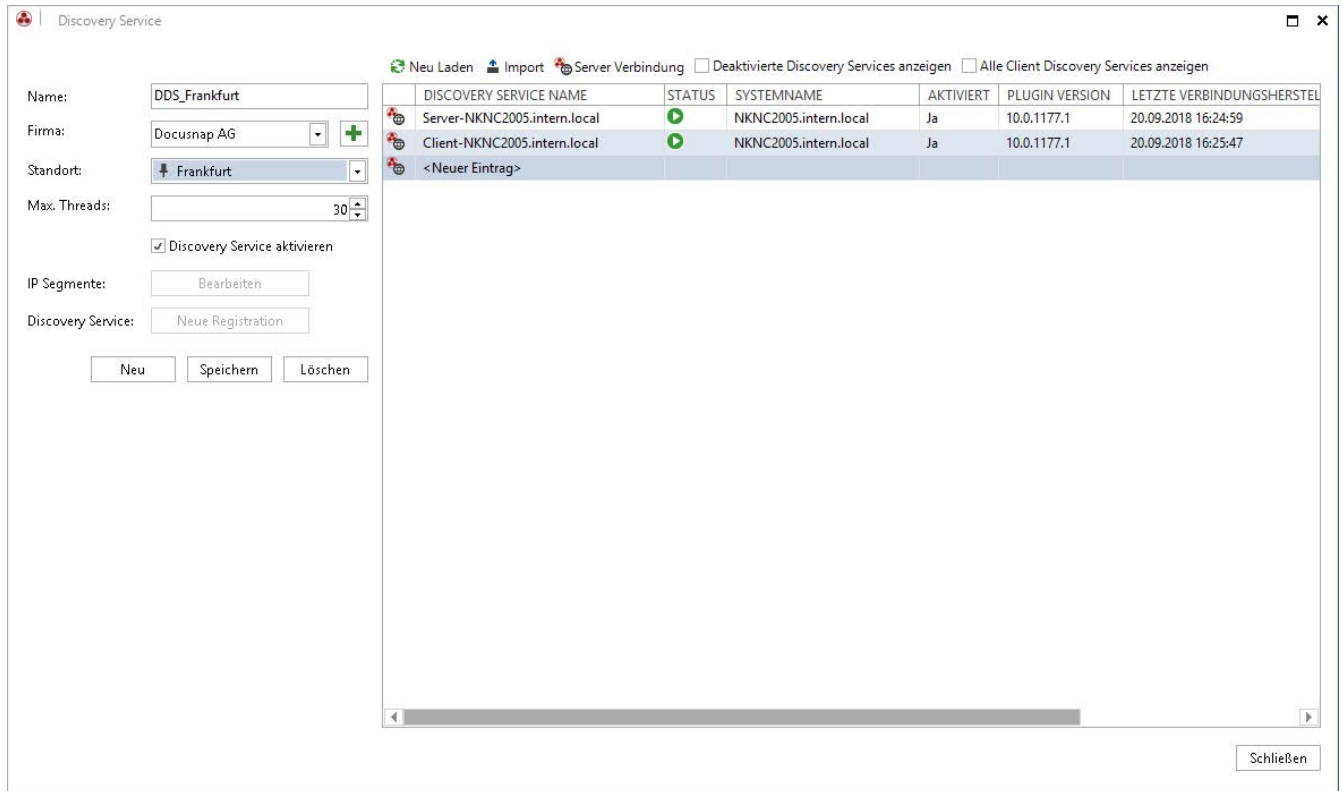 Discovery Service
Neu Laden Import Server Verbindung Deaktivierte Discovery Services anzeigen Alle Client Discovery Services anzeigen
Name: DDS_Frankfurt
Firma: Docusnap AG
Standort: Frankfurt
Max. Threads: 30
Discovery Service aktivieren
IP Segmente: Bearbeiten
Discovery Service: Neue Registration
Neu Speichern Löschen
DISCOVERY SERVICE NAME STATUS SYSTEMNAME AKTIVIERT PLUGIN VERSION LETZTE VERBINDUNGSHERSTEL
Server-NKNC2005.intern.local NKNC2005.intern.local Ja 10.0.1177.1 20.09.2018 16:24:59
Client-NKNC2005.intern.local NKNC2005.intern.local Ja 10.0.1177.1 20.09.2018 16:25:47
<Neuer Eintrag>
Schließen